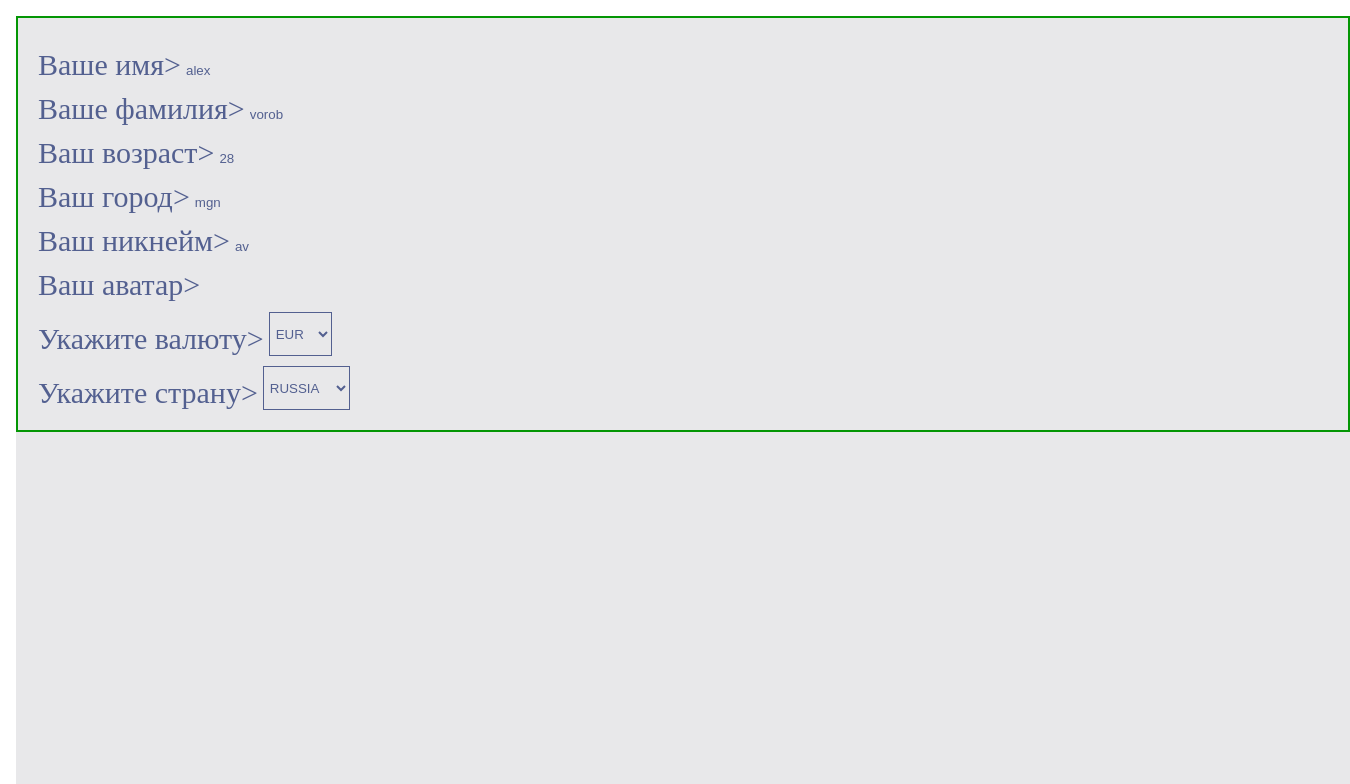 Ваше имя> alex
Ваше фамилия> vorob
Ваш возраст> 28
Ваш город> mgn
Ваш никнейм> av
Ваш аватар>
Укажите валюту> EUR
Укажите страну> RUSSIA